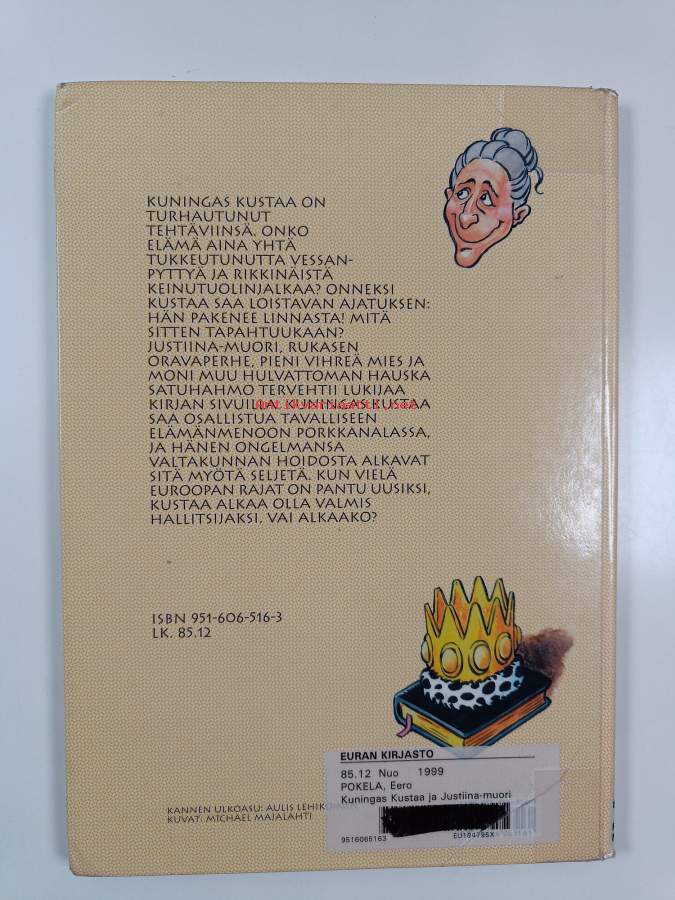 KUNINGAS KUSTAA ON
TURHAUTUNUT
TEHTÄVIINSÄ. ONKO
ELÄMÄ AINA YHTÄ
TUKKEUTUNUTTA VESSAN-
PYTTYÄ JA RIKKINÄISTÄ
KEINUTUOLINJALKAA? ONNEKSI
KUSTAA SAA LOISTAVAN AJATUKSEN:
HÄN PAKENEE LINNASTA! MITÄ
SITTEN TAPAHTUUKAAN?
JUSTIINA-MUORI, RUKASEN
ORAVAPERHE, PIENI VIHREÄ MIES JA
MONI MUU HULVATTOMAN HAUSKA
SATUHAHMO TERVEHTII LUKIJAA
KIRJAN SIVUILLA! KUNINGAS KUSTAA
SAA OSALLISTUA TAVALLISEEN
ELÄMÄNMENOON PORKKANALASSA,
JA HÄNEN ONGELMANSA
VALTAKUNNAN HOIDOSTA ALKAVAT
SITÄ MYÖTÄ SELJETÄ. KUN VIELÄ
EUROOPAN RAJAT ON PANTU UUSIKSI,
KUSTAA ALKAA OLLA VALMIS
HALLITSIJAKSI. VAI ALKAAKO?
ISBN 951-606-516-3
LK. 85.12
EURAN KIRJASTO
85.12 Nuo 1999
POKELA, Eero
Kuningas Kustaa ja Justiina-muori
9516065163
KANNEN ULKOASU: AULIS
KUVAT: MICHAEL MAJALAHTI